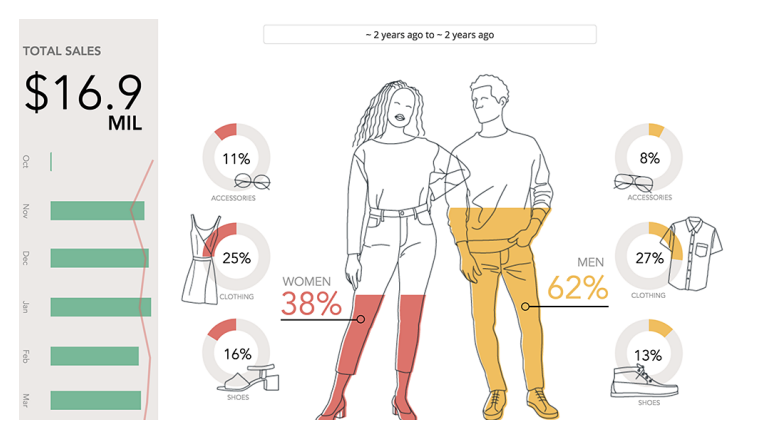 ~ 2 years ago to ~ 2 years ago
TOTAL SALES
$16.9
MIL
Oct
Nov
Dec
Jan
Feb
Mar
11%
ACCESSORIES
25%
CLOTHING
16%
SHOES
WOMEN
38%
MEN
62%
8%
ACCESSORIES
27%
CLOTHING
13%
SHOES